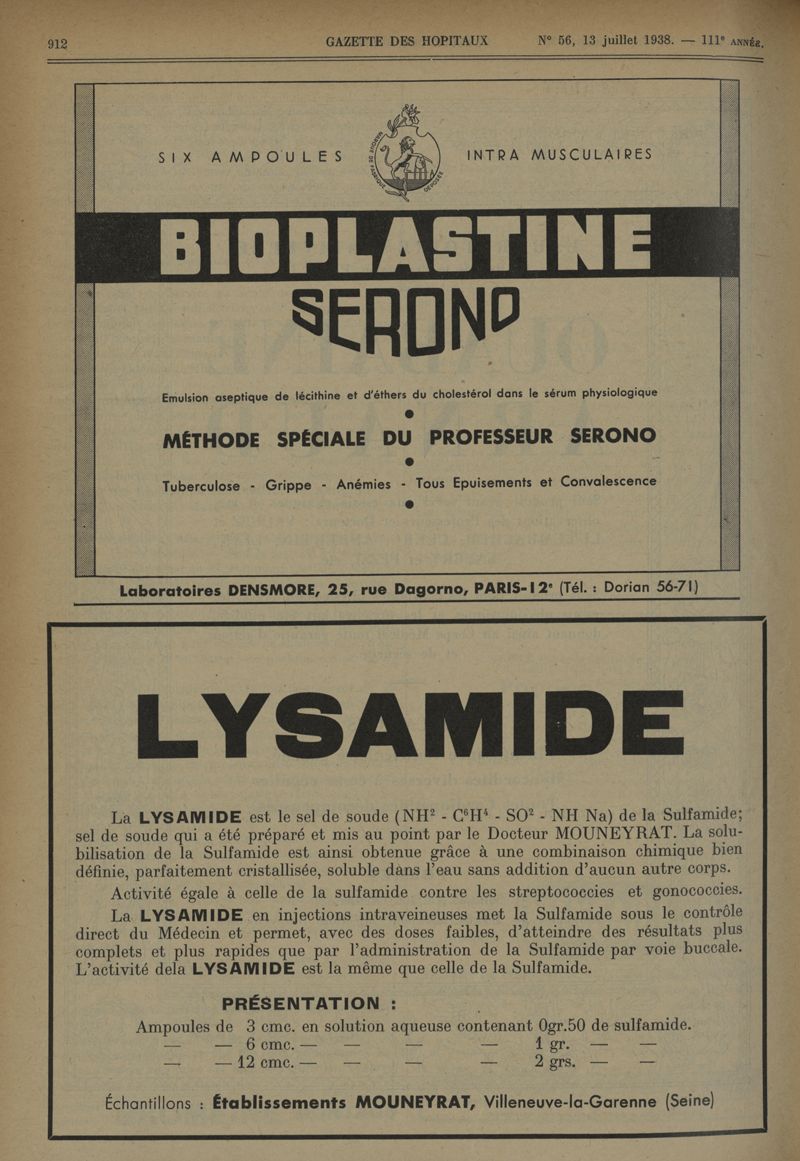 912 GAZETTE DES HOPITAUX N° 56, 13 juillet 1938. — 111e ANNÉE.
SIX AMPOULES INTRA MUSCULAIRES
MARQUE DE FABRIQUE DEPOSÉE
BIOPLASTINE
SERONO
Emulsion aseptique de lécithine et d'éthers du cholestérol dans le sérum physiologique
●
MÉTHODE SPÉCIALE DU PROFESSEUR SERONO
●
Tuberculose - Grippe - Anémies - Tous Epuisements et Convalescence
●
Laboratoires DENSMORE, 25, rue Dagorno, PARIS-12e (Tél. : Dorian 56-71)
LYSAMIDE
La LYSAMIDE est le sel de soude (NH² - C⁶H⁴ - SO² - NH Na) de la Sulfamide;
sel de soude qui a été préparé et mis au point par le Docteur MOUNEYRAT. La solu-
bilisation de la Sulfamide est ainsi obtenue grâce à une combinaison chimique bien
définie, parfaitement cristallisée, soluble dans l'eau sans addition d'aucun autre corps.
Activité égale à celle de la sulfamide contre les streptococcies et gonococcies.
La LYSAMIDE en injections intraveineuses met la Sulfamide sous le contrôle
direct du Médecin et permet, avec des doses faibles, d'atteindre des résultats plus
complets et plus rapides que par l'administration de la Sulfamide par voie buccale.
L'activité dela LYSAMIDE est la même que celle de la Sulfamide.
PRÉSENTATION :
Ampoules de 3 cmc. en solution aqueuse contenant 0gr.50 de sulfamide.
— — 6 cmc. — — — — 1 gr. — —
— — 12 cmc. — — — — 2 grs. — —
Échantillons : Établissements MOUNEYRAT, Villeneuve-la-Garenne (Seine)